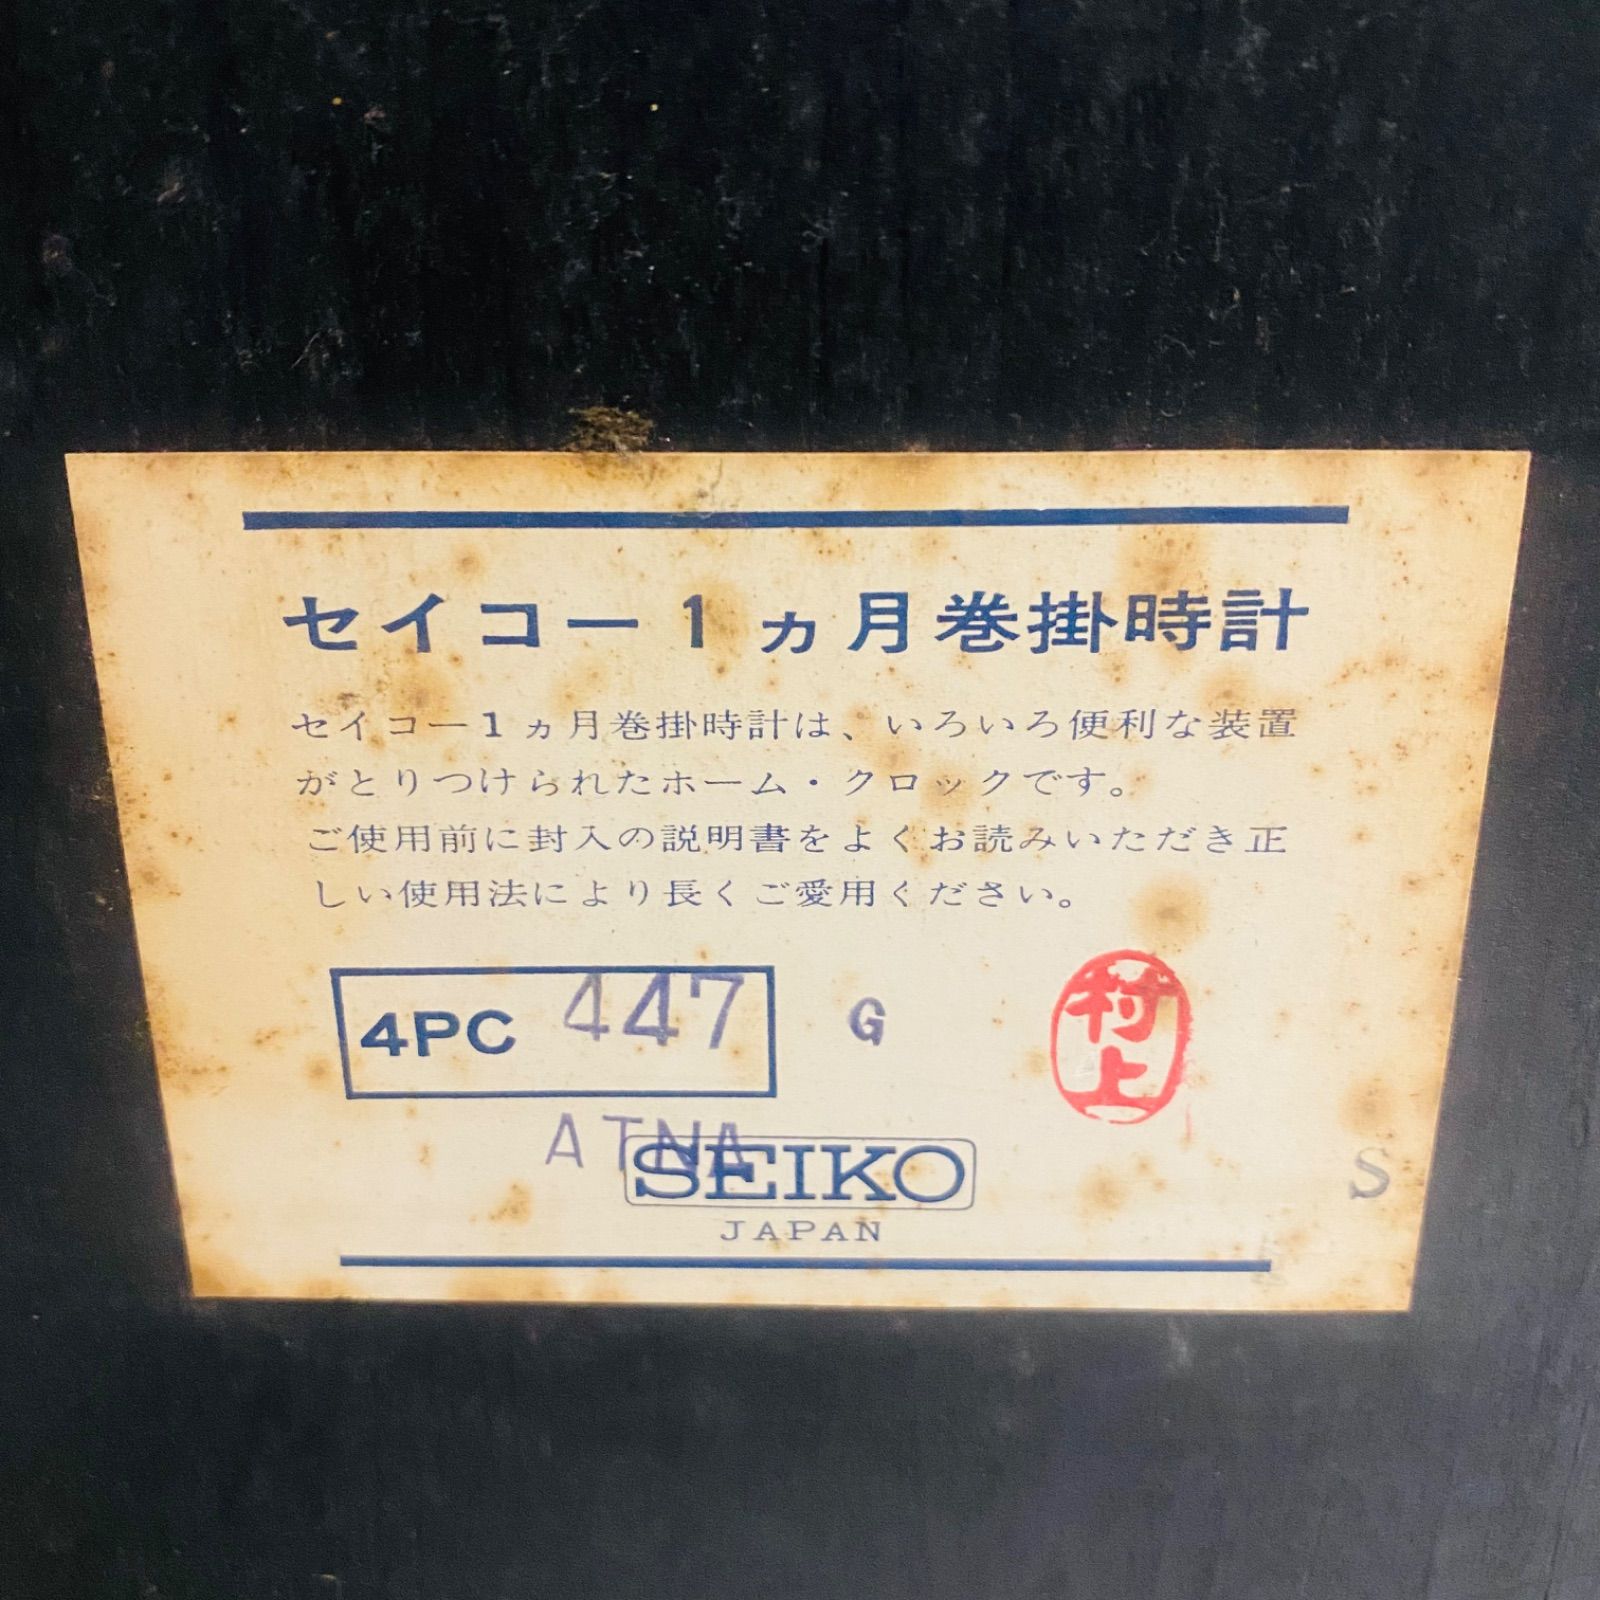 セイコー1ヵ月巻掛時計
セイコー1ヵ月巻掛時計は、いろいろ便利な装置
がとりつけられたホーム・クロックです。
ご使用前に封入の説明書をよくお読みいただき正
しい使用法により長くご愛用ください。
4PC 447 G
村上
ATNA
SEIKO
JAPAN
S